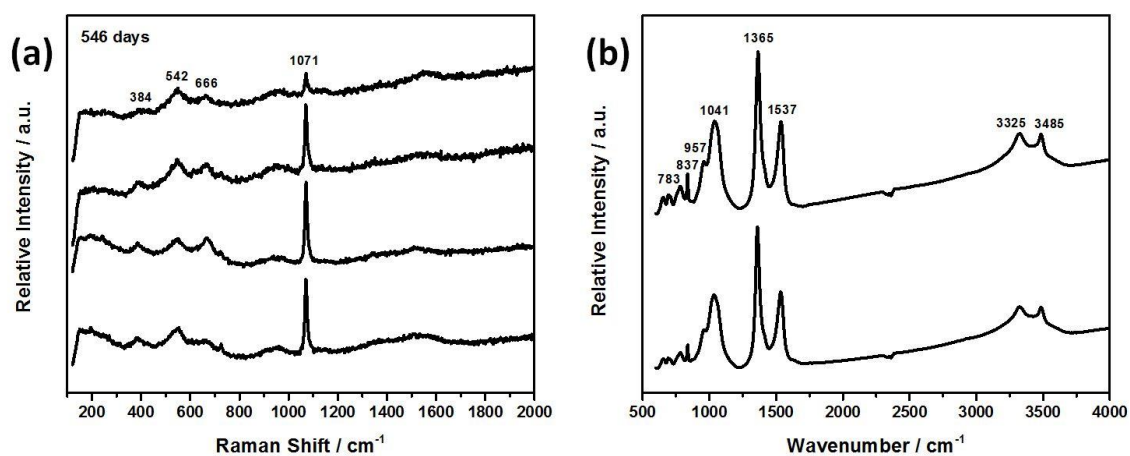 (a)
546 days
384
542
666
1071
Relative Intensity / a.u.
200 400 600 800 1000 1200 1400 1600 1800 2000
Raman Shift / cm⁻¹
(b)
783
837
957
1041
1365
1537
3325
3485
Relative Intensity / a.u.
500 1000 1500 2000 2500 3000 3500 4000
Wavenumber / cm⁻¹